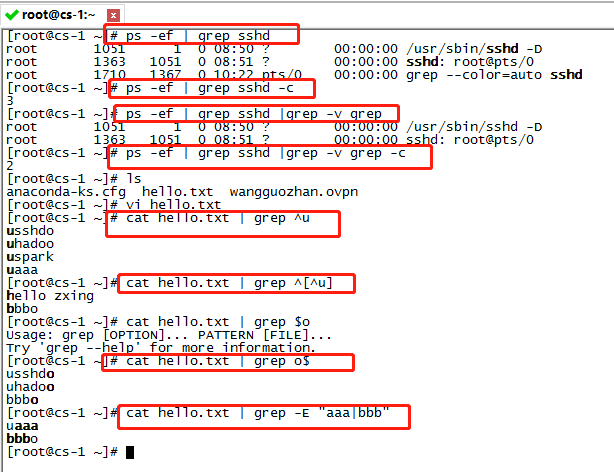 root@cs-1:~
[root@cs-1 ~]# ps -ef | grep sshd
root 1051 1 0 08:50 ? 00:00:00 /usr/sbin/sshd -D
root 1363 1051 0 08:51 ? 00:00:00 sshd: root@pts/0
root 1710 1367 0 10:22 pts/0 00:00:00 grep --color=auto sshd
[root@cs-1 ~]# ps -ef | grep sshd -c
3
[root@cs-1 ~]# ps -ef | grep sshd |grep -v grep
root 1051 1 0 08:50 ? 00:00:00 /usr/sbin/sshd -D
root 1363 1051 0 08:51 ? 00:00:00 sshd: root@pts/0
[root@cs-1 ~]# ps -ef | grep sshd |grep -v grep -c
2
[root@cs-1 ~]# ls
anaconda-ks.cfg hello.txt wangguozhan.ovpn
[root@cs-1 ~]# vi hello.txt
[root@cs-1 ~]# cat hello.txt | grep ^u
usshdo
uhadoo
uspark
uaaa
[root@cs-1 ~]# cat hello.txt | grep ^[^u]
hello zxing
bbbo
[root@cs-1 ~]# cat hello.txt | grep $o
Usage: grep [OPTION]... PATTERN [FILE]...
Try 'grep --help' for more information.
[root@cs-1 ~]# cat hello.txt | grep o$
usshdo
uhadoo
bbbo
[root@cs-1 ~]# cat hello.txt | grep -E "aaa|bbb"
uaaa
bbbo
[root@cs-1 ~]#